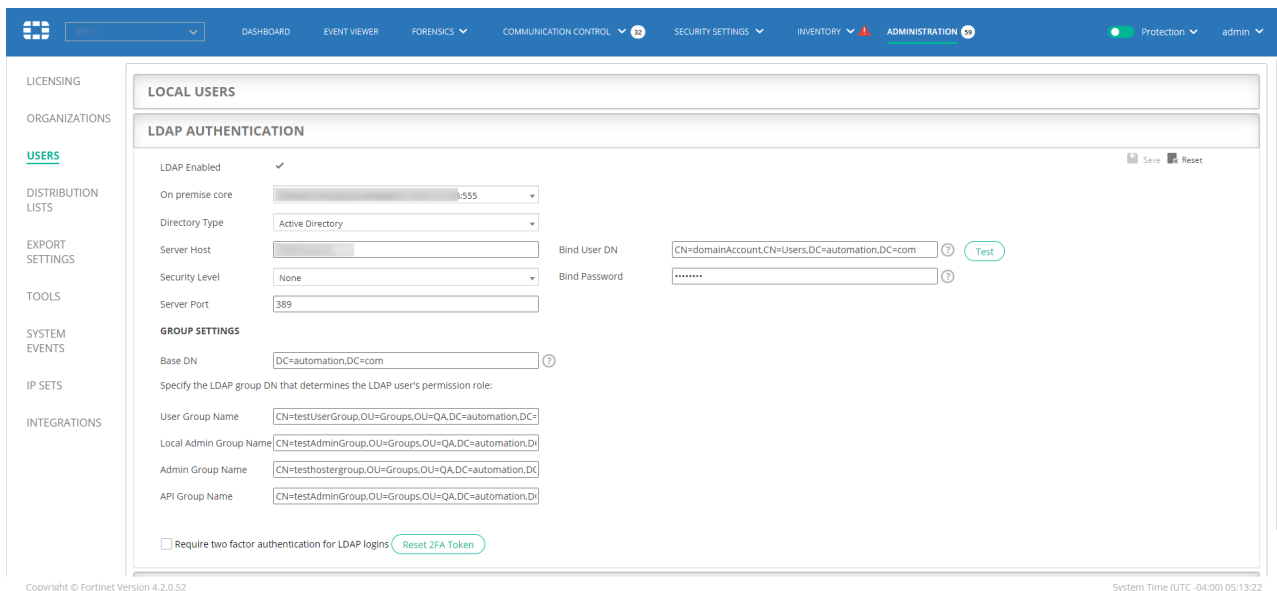 DASHBOARD
EVENT VIEWER
FORENSICS
COMMUNICATION CONTROL 32
SECURITY SETTINGS
INVENTORY
ADMINISTRATION 59
Protection
admin
LICENSING
ORGANIZATIONS
USERS
DISTRIBUTION
LISTS
EXPORT
SETTINGS
TOOLS
SYSTEM
EVENTS
IP SETS
INTEGRATIONS
LOCAL USERS
LDAP AUTHENTICATION
Save Reset
LDAP Enabled
On premise core :555
Directory Type Active Directory
Server Host
Bind User DN CN=domainAccount,CN=Users,DC=automation,DC=com ? Test
Security Level None
Bind Password •••••••• ?
Server Port 389
GROUP SETTINGS
Base DN DC=automation,DC=com ?
Specify the LDAP group DN that determines the LDAP user's permission role:
User Group Name CN=testUserGroup,OU=Groups,OU=QA,DC=automation,DC=
Local Admin Group Name CN=testAdminGroup,OU=Groups,OU=QA,DC=automation,D
Admin Group Name CN=testhostergroup,OU=Groups,OU=QA,DC=automation,DC
API Group Name CN=testAdminGroup,OU=Groups,OU=QA,DC=automation,D
Require two factor authentication for LDAP logins Reset 2FA Token
Copyright © Fortinet Version 4.2.0.52
System Time (UTC -04:00) 05:13:22